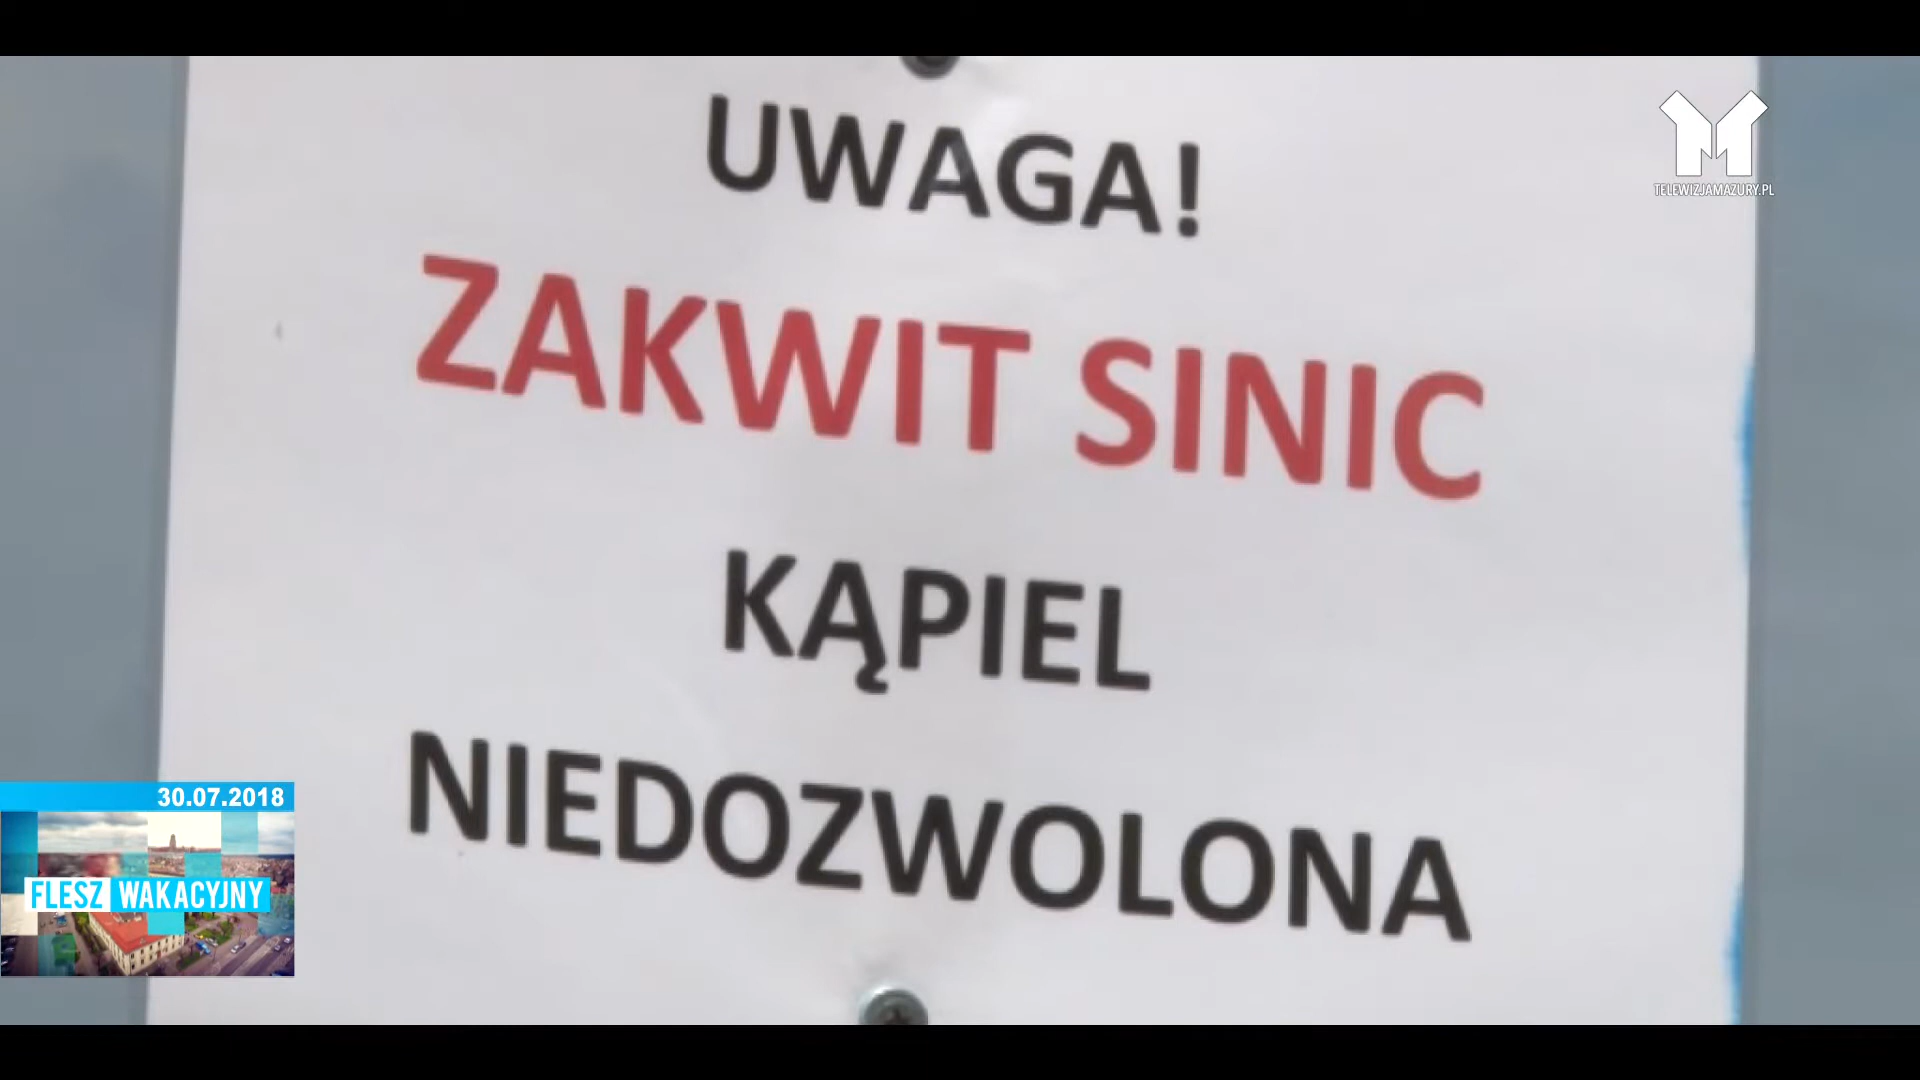 UWAGA!
ZAKWIT SINIC
KĄPIEL
NIEDOZWOLONA
TELEWIZJAMAZURY.PL
30.07.2018
FLESZ WAKACYJNY